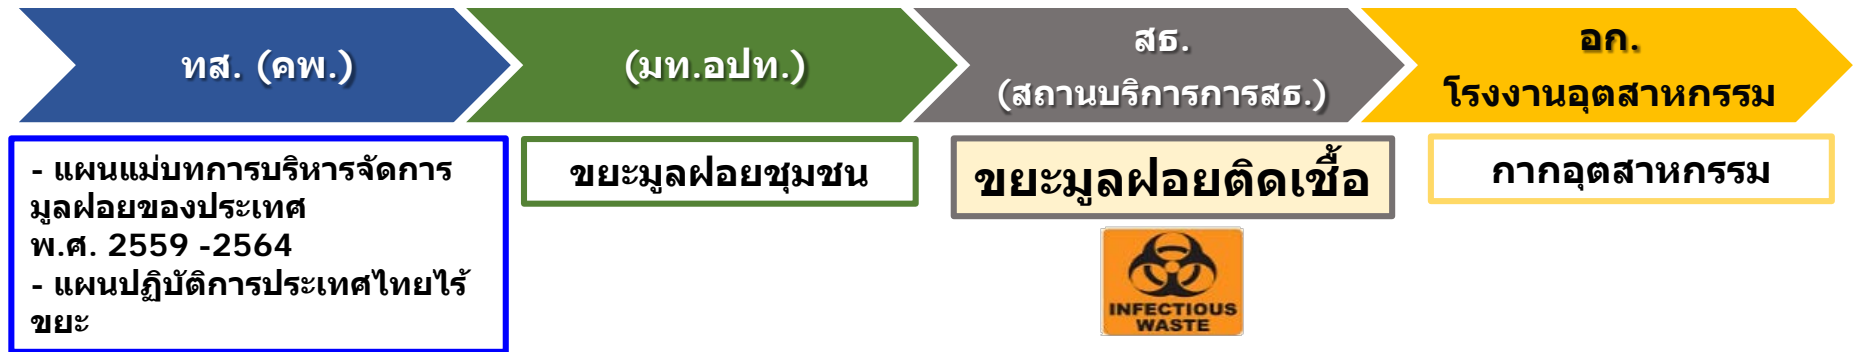 ทส. (คพ.)
(มท.อปท.)
สธ.
(สถานบริการการสธ.)
อก.
โรงงานอุตสาหกรรม
- แผนแม่บทการบริหารจัดการ
มูลฝอยของประเทศ
พ.ศ. 2559 -2564
- แผนปฏิบัติการประเทศไทยไร้
ขยะ
ขยะมูลฝอยชุมชน
ขยะมูลฝอยติดเชื้อ
INFECTIOUS
WASTE
กากอุตสาหกรรม